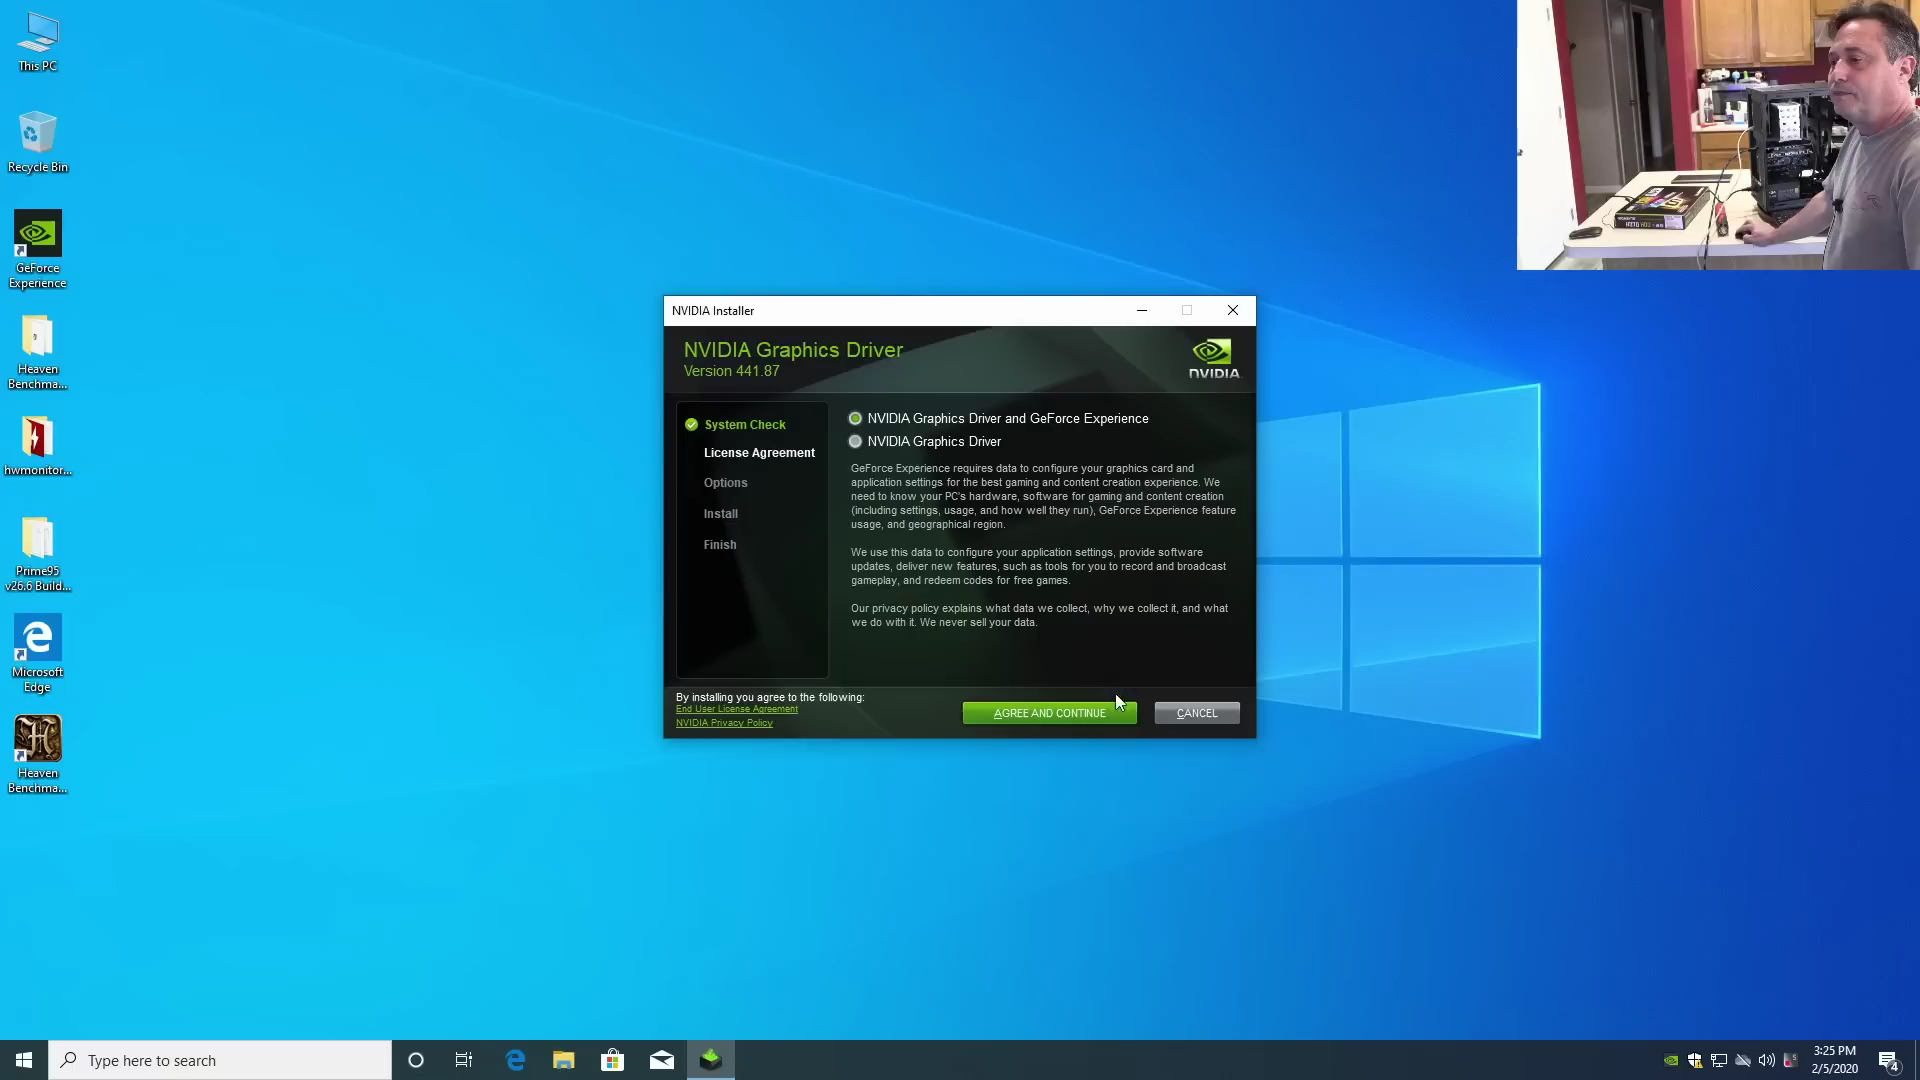 This PC
Recycle Bin
GeForce
Experience
Heaven
Benchma...
hwmonitor...
Prime95
v26.6 Build...
Microsoft
Edge
Heaven
Benchma...
NVIDIA Installer
NVIDIA Graphics Driver
Version 441.87
NVIDIA.
System Check
License Agreement
Options
Install
Finish
NVIDIA Graphics Driver and GeForce Experience
NVIDIA Graphics Driver
GeForce Experience requires data to configure your graphics card and
application settings for the best gaming and content creation experience. We
need to know your PC's hardware, software for gaming and content creation
(including settings, usage, and how well they run), GeForce Experience feature
usage, and geographical region.
We use this data to configure your application settings, provide software
updates, deliver new features, such as tools for you to record and broadcast
gameplay, and redeem codes for free games.
Our privacy policy explains what data we collect, why we collect it, and what
we do with it. We never sell your data.
By installing you agree to the following:
End User License Agreement
NVIDIA Privacy Policy
AGREE AND CONTINUE
CANCEL
Type here to search
3:25 PM
2/5/2020
4